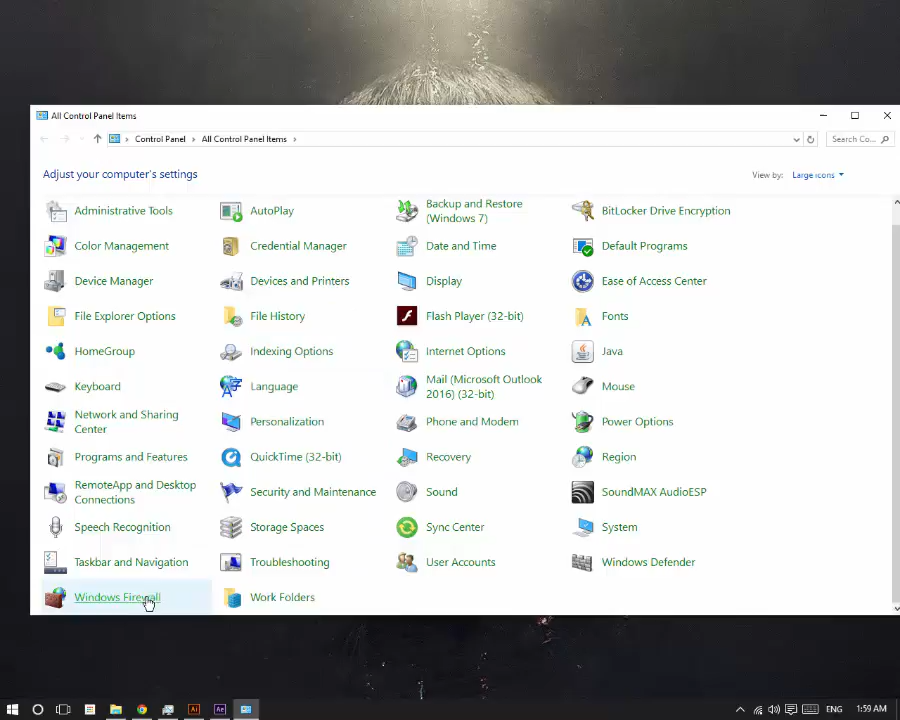 All Control Panel Items
Control Panel > All Control Panel Items >
Search Co...
Adjust your computer's settings
View by: Large icons
Administrative Tools
AutoPlay
Backup and Restore
(Windows 7)
BitLocker Drive Encryption
Color Management
Credential Manager
Date and Time
Default Programs
Device Manager
Devices and Printers
Display
Ease of Access Center
File Explorer Options
File History
Flash Player (32-bit)
Fonts
HomeGroup
Indexing Options
Internet Options
Java
Keyboard
Language
Mail (Microsoft Outlook
2016) (32-bit)
Mouse
Network and Sharing
Center
Personalization
Phone and Modem
Power Options
Programs and Features
QuickTime (32-bit)
Recovery
Region
RemoteApp and Desktop
Connections
Security and Maintenance
Sound
SoundMAX AudioESP
Speech Recognition
Storage Spaces
Sync Center
System
Taskbar and Navigation
Troubleshooting
User Accounts
Windows Defender
Windows Firewall
Work Folders
Ai
Ae
ENG
1:59 AM